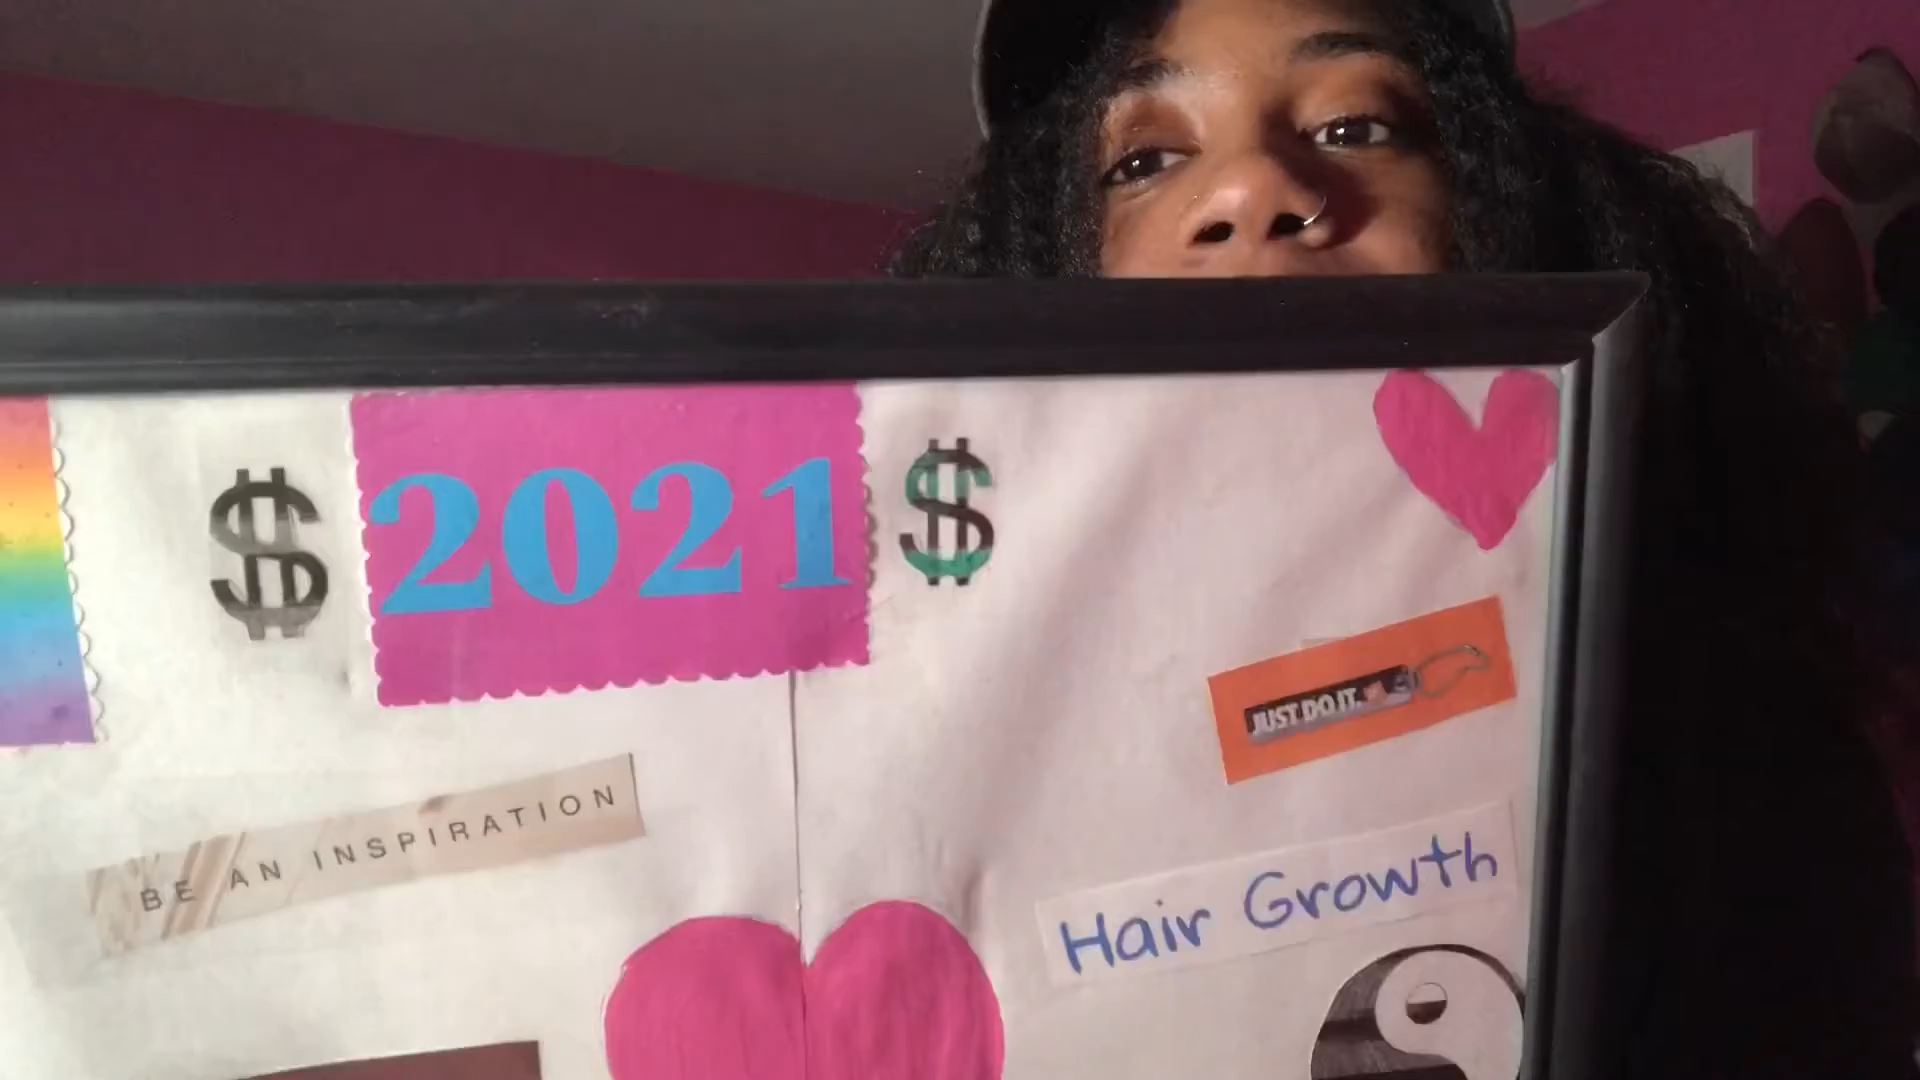 $ 2021 $
JUST DO IT.
BE AN INSPIRATION
Hair Growth